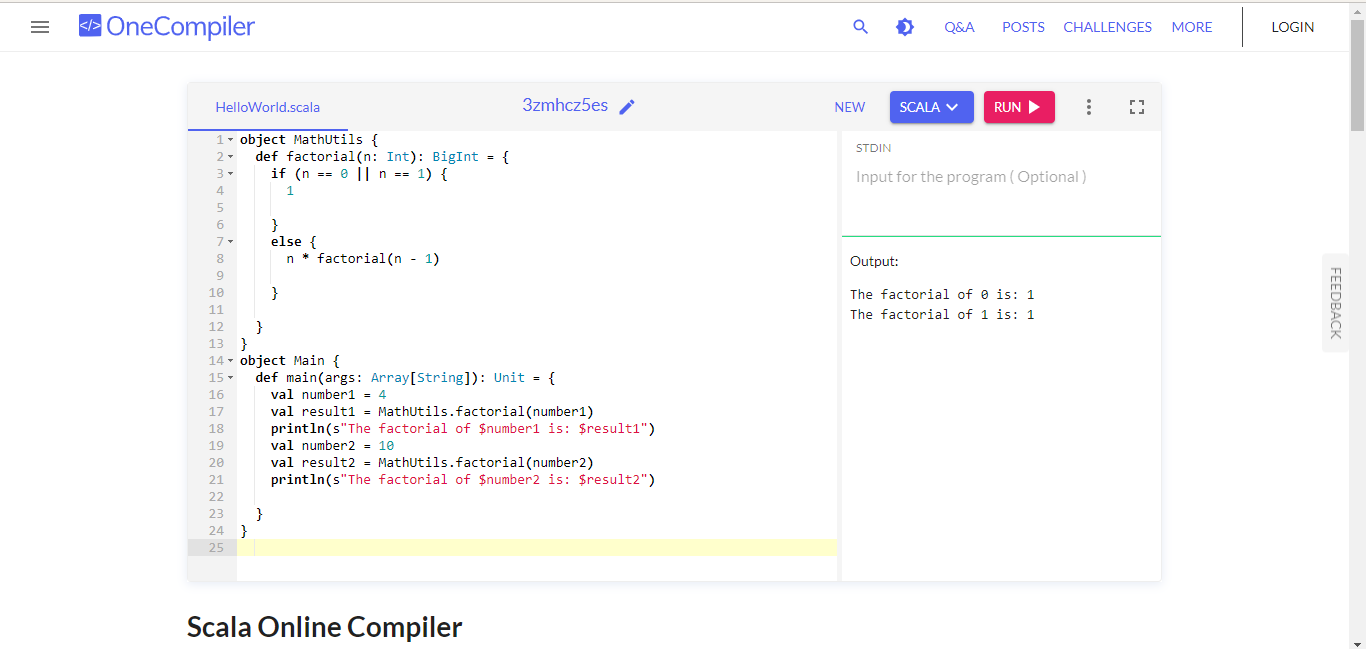 </> OneCompiler
Q&A POSTS CHALLENGES MORE LOGIN
HelloWorld.scala 3zmhcz5es NEW SCALA RUN
1 object MathUtils {
2 def factorial(n: Int): BigInt = {
3 if (n == 0 || n == 1) {
4 1
5
6 }
7 else {
8 n * factorial(n - 1)
9
10 }
11
12 }
13 }
14 object Main {
15 def main(args: Array[String]): Unit = {
16 val number1 = 4
17 val result1 = MathUtils.factorial(number1)
18 println(s"The factorial of $number1 is: $result1")
19 val number2 = 10
20 val result2 = MathUtils.factorial(number2)
21 println(s"The factorial of $number2 is: $result2")
22
23 }
24 }
25
STDIN
Input for the program ( Optional )
Output:
The factorial of 0 is: 1
The factorial of 1 is: 1
FEEDBACK
Scala Online Compiler